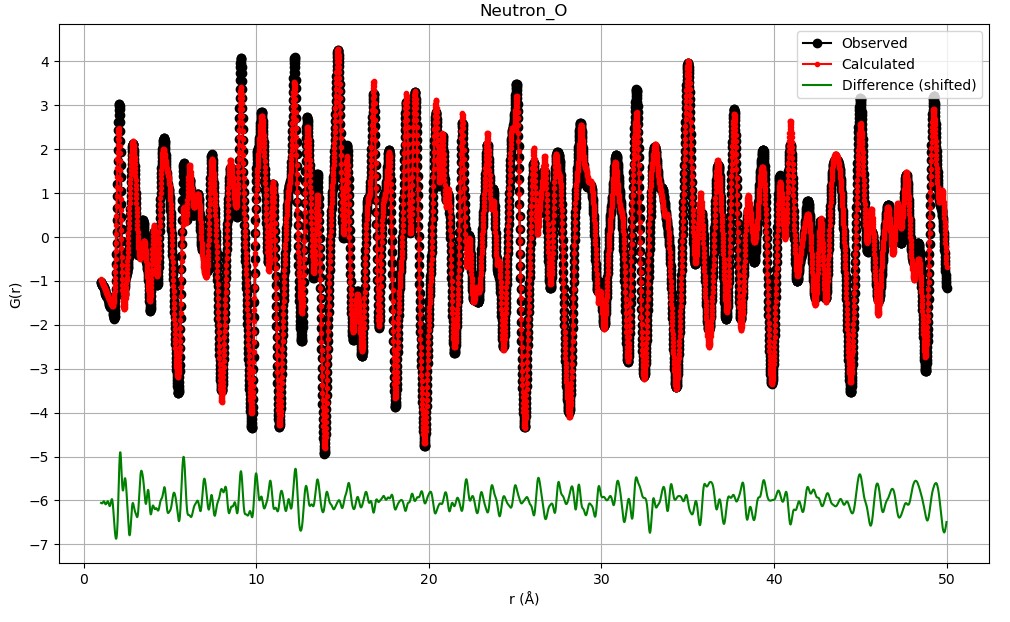 Neutron_O
Observed
Calculated
Difference (shifted)
G(r)
4
3
2
1
0
−1
−2
−3
−4
−5
−6
−7
0 10 20 30 40 50
r (Å)